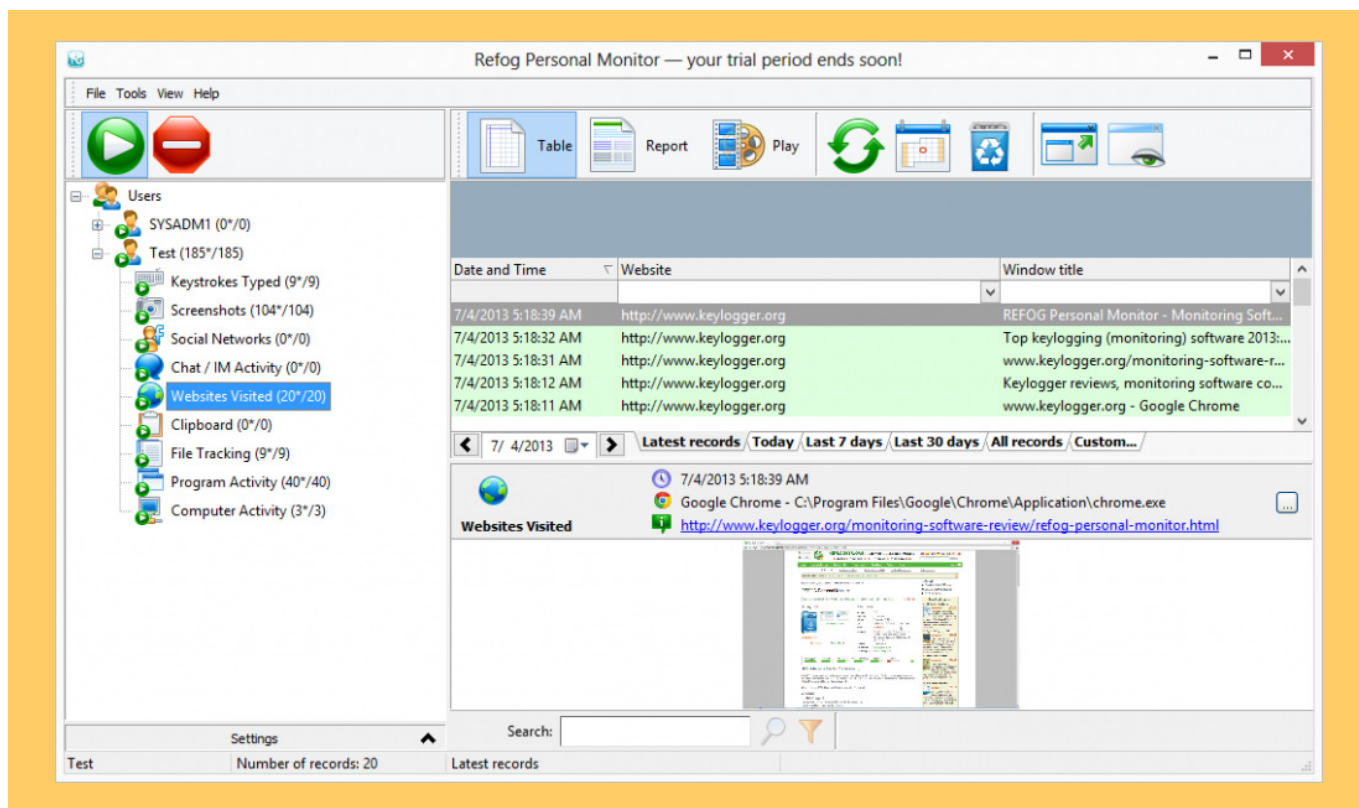 Refog Personal Monitor — your trial period ends soon!
File Tools View Help
Table Report Play
Users
SYSADM1 (0*/0)
Test (185*/185)
Keystrokes Typed (9*/9)
Screenshots (104*/104)
Social Networks (0*/0)
Chat / IM Activity (0*/0)
Websites Visited (20*/20)
Clipboard (0*/0)
File Tracking (9*/9)
Program Activity (40*/40)
Computer Activity (3*/3)
Settings
Date and Time Website Window title
7/4/2013 5:18:39 AM http://www.keylogger.org REFOG Personal Monitor - Monitoring Soft...
7/4/2013 5:18:32 AM http://www.keylogger.org Top keylogging (monitoring) software 2013:...
7/4/2013 5:18:31 AM http://www.keylogger.org www.keylogger.org/monitoring-software-r...
7/4/2013 5:18:12 AM http://www.keylogger.org Keylogger reviews, monitoring software co...
7/4/2013 5:18:11 AM http://www.keylogger.org www.keylogger.org - Google Chrome
7/ 4/2013 Latest records Today Last 7 days Last 30 days All records Custom...
Websites Visited
7/4/2013 5:18:39 AM
Google Chrome - C:\Program Files\Google\Chrome\Application\chrome.exe
...
http://www.keylogger.org/monitoring-software-review/refog-personal-monitor.html
Search:
Test Number of records: 20 Latest records